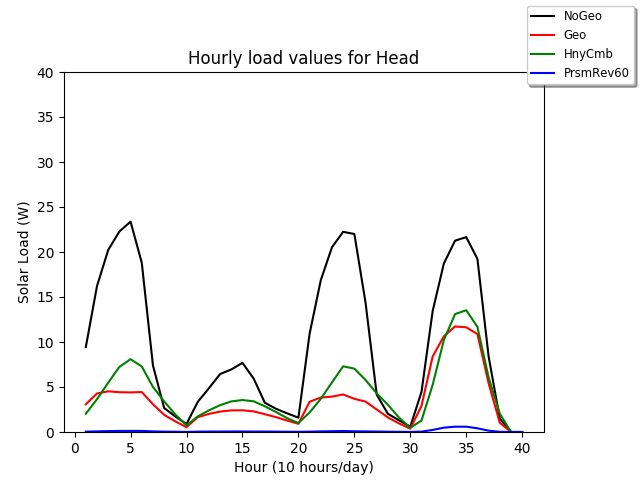 NoGeo
Geo
HnyCmb
PrsmRev60
Hourly load values for Head
40
35
30
25
20
15
10
5
0
Solar Load (W)
0 5 10 15 20 25 30 35 40
Hour (10 hours/day)